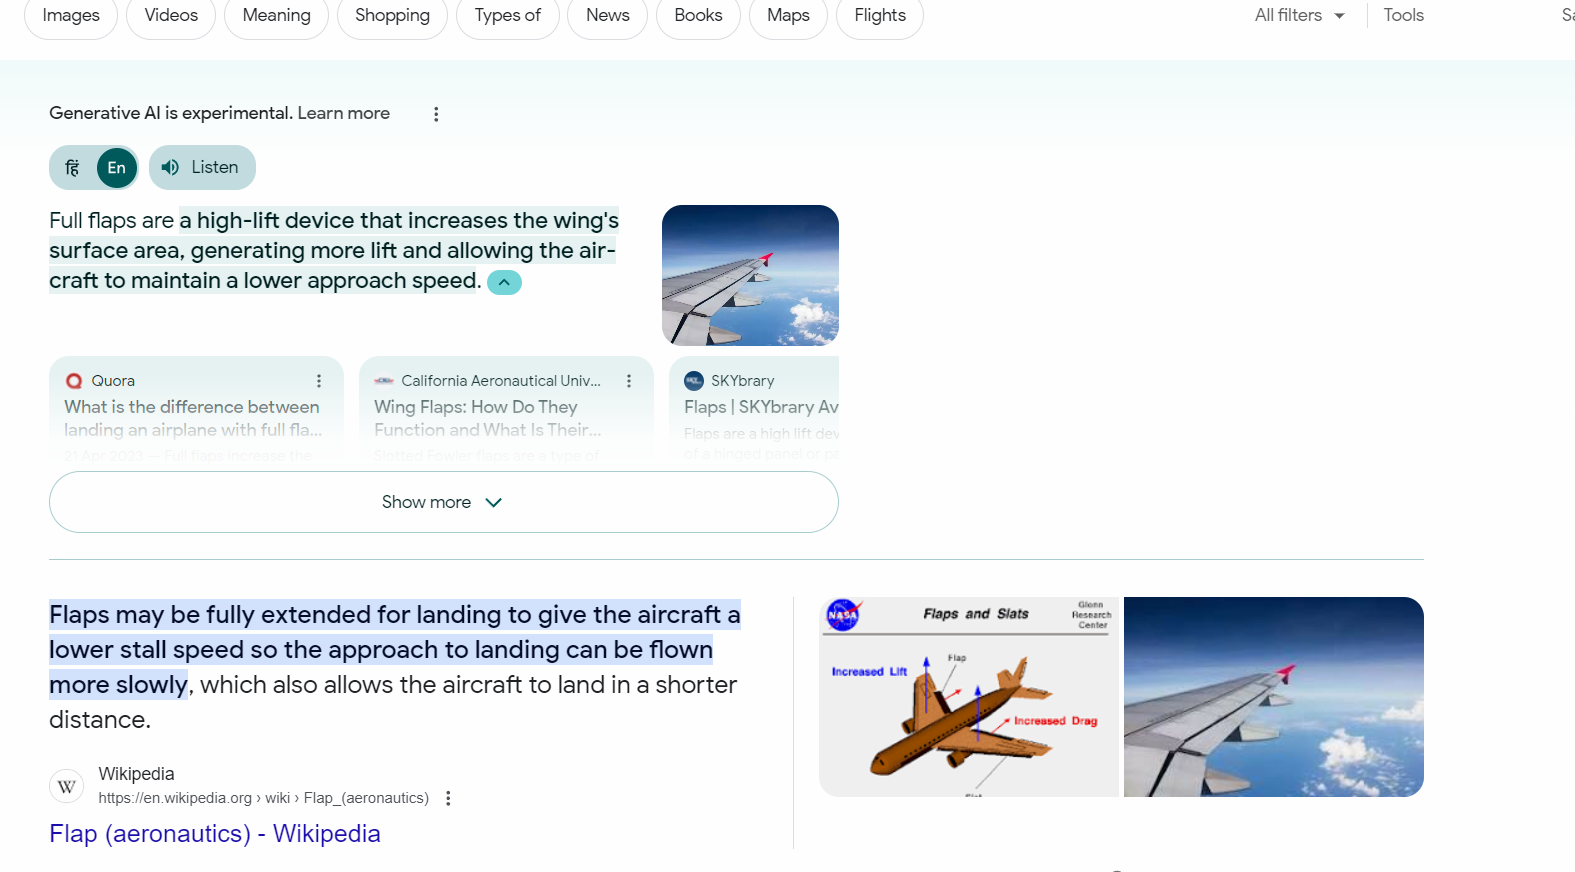 Images
Videos
Meaning
Shopping
Types of
News
Books
Maps
Flights
All filters
Tools
Generative AI is experimental. Learn more
हिं
En
Listen
Full flaps are a high-lift device that increases the wing's
surface area, generating more lift and allowing the air-
craft to maintain a lower approach speed.
Quora
What is the difference between
landing an airplane with full fla...
21 Apr 2023 — Full flaps increase the
California Aeronautical Univ...
Wing Flaps: How Do They
Function and What Is Their...
Slotted Fowler flaps are a type of
SKYbrary
Flaps | SKYbrary Av
Flaps are a high lift dev
of a hinged panel or pa
Show more
Flaps may be fully extended for landing to give the aircraft a
lower stall speed so the approach to landing can be flown
more slowly, which also allows the aircraft to land in a shorter
distance.
W
Wikipedia
https://en.wikipedia.org › wiki › Flap_(aeronautics)
Flap (aeronautics) - Wikipedia
NASA
Flaps and Slats
Glenn
Research
Center
Flap
Increased Lift
Increased Drag